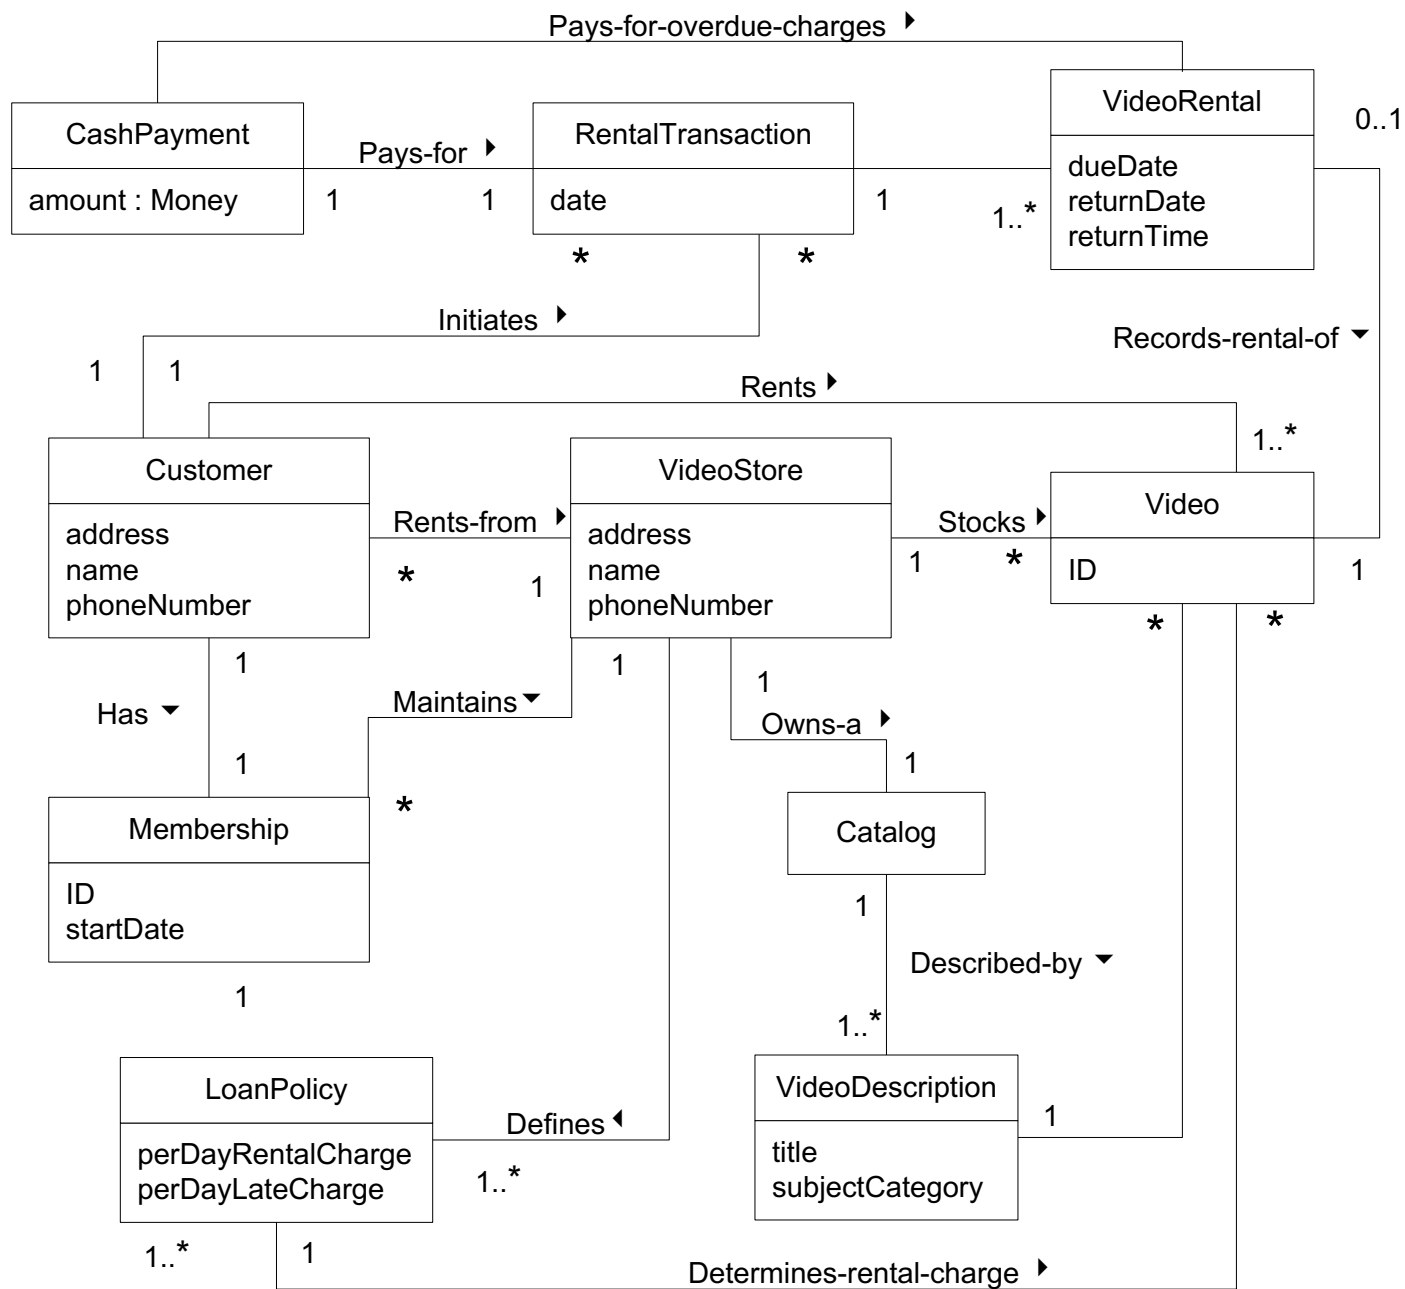 Pays-for-overdue-charges
CashPayment
amount : Money
Pays-for
1
1
RentalTransaction
date
1
1..*
VideoRental
dueDate
returnDate
returnTime
0..1
*
*
Initiates
1
1
Records-rental-of
Rents
1..*
Customer
address
name
phoneNumber
Rents-from
*
1
VideoStore
address
name
phoneNumber
Stocks
1
*
Video
ID
1
*
*
1
Has
1
Maintains
*
1
1
Owns-a
1
Membership
ID
startDate
1
Catalog
1
Described-by
1..*
LoanPolicy
perDayRentalCharge
perDayLateCharge
Defines
1..*
VideoDescription
title
subjectCategory
1
1..*
1
Determines-rental-charge